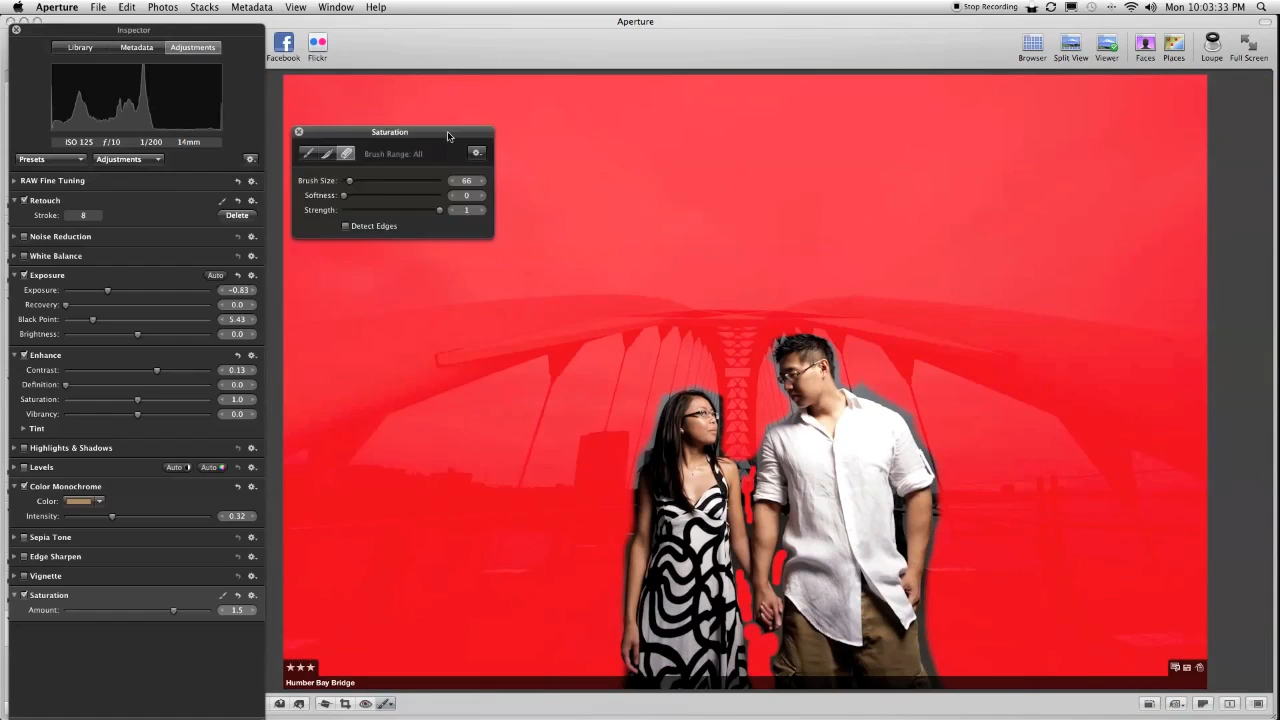 Aperture File Edit Photos Stacks Metadata View Window Help Stop Recording Mon 10:03:33 PM
Inspector
Aperture
Library Metadata Adjustments
Facebook Flickr Browser Split View Viewer Faces Places Loupe Full Screen
ISO 125 ƒ/10 1/200 14mm
Presets Adjustments
RAW Fine Tuning
Retouch
Stroke: 8 Delete
Noise Reduction
White Balance
Exposure Auto
Exposure: -0.83
Recovery: 0.0
Black Point: 5.43
Brightness: 0.0
Enhance
Contrast: 0.13
Definition: 0.0
Saturation: 1.0
Vibrancy: 0.0
Tint
Highlights & Shadows
Levels Auto Auto
Color Monochrome
Color:
Intensity: 0.32
Sepia Tone
Edge Sharpen
Vignette
Saturation
Amount: 1.5
Saturation
Brush Range: All
Brush Size: 66
Softness: 0
Strength: 1
Detect Edges
Humber Bay Bridge